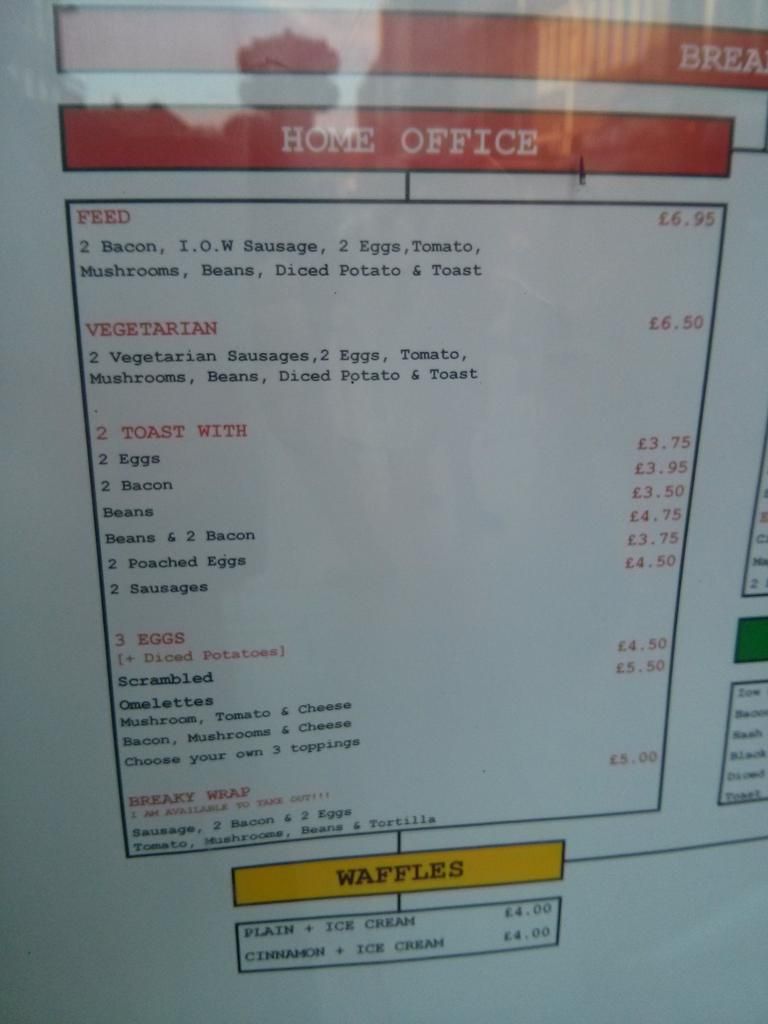 BREA
HOME OFFICE
FEED £6.95
2 Bacon, I.O.W Sausage, 2 Eggs,Tomato,
Mushrooms, Beans, Diced Potato & Toast
VEGETARIAN £6.50
2 Vegetarian Sausages,2 Eggs, Tomato,
Mushrooms, Beans, Diced Potato & Toast
2 TOAST WITH
2 Eggs £3.75
2 Bacon £3.95
Beans £3.50
Beans & 2 Bacon £4.75
2 Poached Eggs £3.75
2 Sausages £4.50
3 EGGS
[+ Diced Potatoes]
Scrambled £4.50
Omelettes £5.50
Mushroom, Tomato & Cheese
Bacon, Mushrooms & Cheese
Choose your own 3 toppings
BREAKY WRAP £5.00
I AM AVAILABLE TO TAKE OUT!!!
Sausage, 2 Bacon & 2 Eggs
Tomato, Mushrooms, Beans & Tortilla
WAFFLES
PLAIN + ICE CREAM £4.00
CINNAMON + ICE CREAM £4.00
Bacon
Hash
Black
Diced
Toast